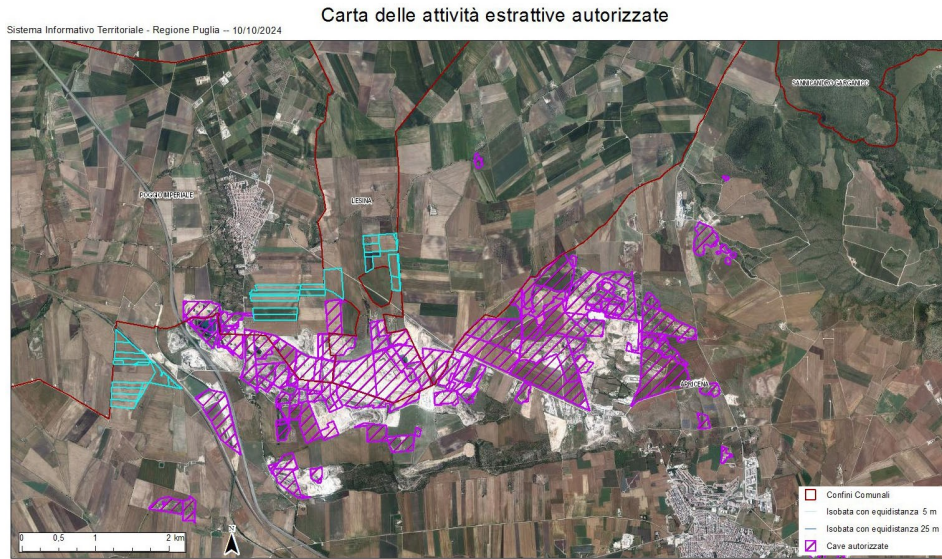 Carta delle attività estrattive autorizzate
Sistema Informativo Territoriale - Regione Puglia -- 10/10/2024
SANNICANDRO GARGANICO
POGGIO IMPERIALE
LESINA
APRICENA
Confini Comunali
Isobata con equidistanza 5 m
Isobata con equidistanza 25 m
Cave autorizzate
0 0,5 1 2 km
N